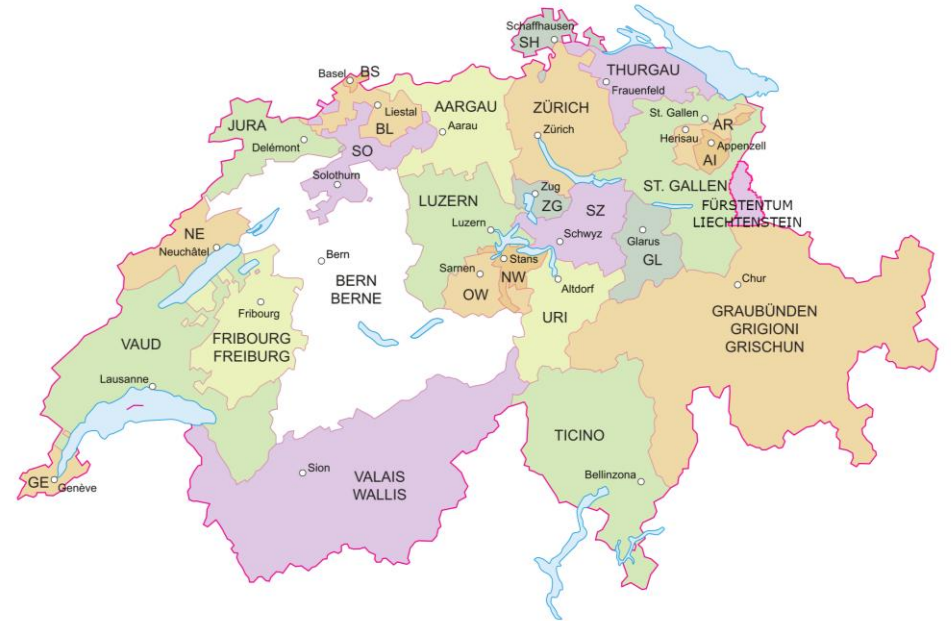 Schaffhausen
SH
Basel
BS
THURGAU
Frauenfeld
AARGAU
Aarau
ZÜRICH
Zürich
Liestal
BL
St. Gallen
AR
Herisau
Appenzell
AI
JURA
Delémont
SO
Solothurn
LUZERN
Luzern
Zug
ZG
SZ
Schwyz
ST. GALLEN
FÜRSTENTUM
LIECHTENSTEIN
NE
Neuchâtel
Bern
BERN
BERNE
Stans
Sarnen
NW
OW
Glarus
GL
Altdorf
URI
Chur
GRAUBÜNDEN
GRIGIONI
GRISCHUN
Fribourg
FRIBOURG
FREIBURG
VAUD
Lausanne
TICINO
Bellinzona
GE
Genève
Sion
VALAIS
WALLIS